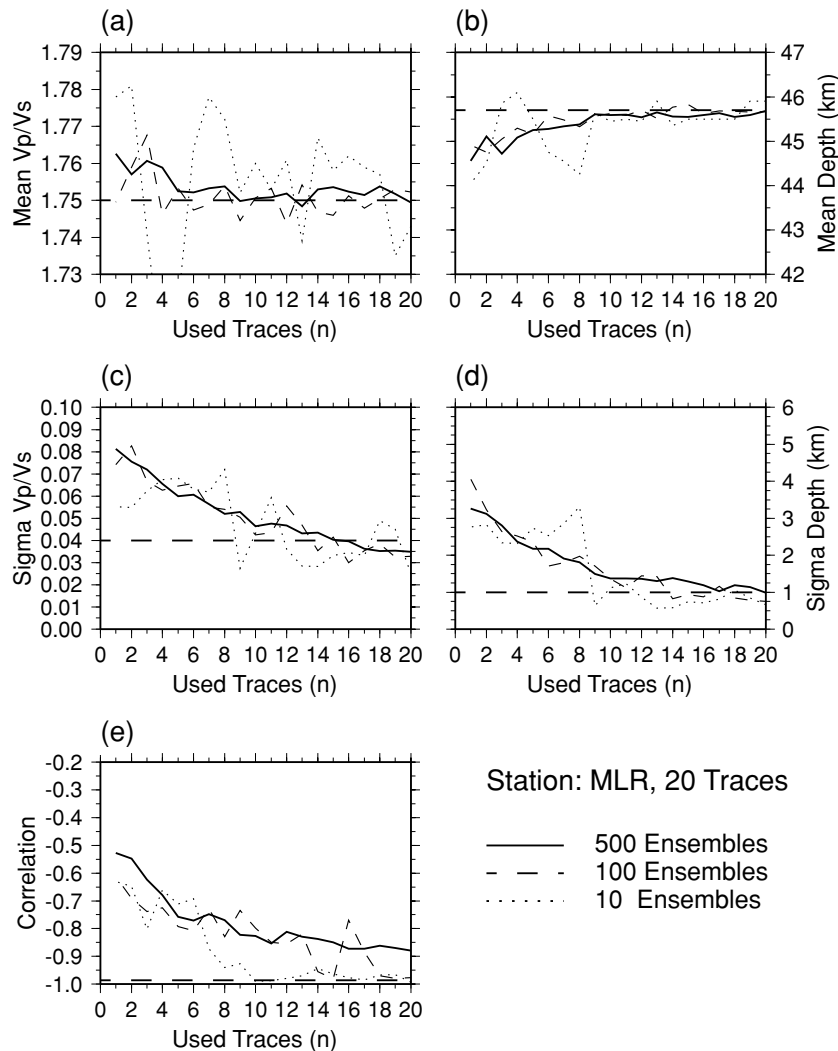 (a)
1.79
1.78
1.77
1.76
1.75
1.74
1.73
Mean Vp/Vs
0 2 4 6 8 10 12 14 16 18 20
Used Traces (n)
(b)
47
46
45
44
43
42
Mean Depth (km)
0 2 4 6 8 10 12 14 16 18 20
Used Traces (n)
(c)
0.10
0.09
0.08
0.07
0.06
0.05
0.04
0.03
0.02
0.01
0.00
Sigma Vp/Vs
0 2 4 6 8 10 12 14 16 18 20
Used Traces (n)
(d)
6
5
4
3
2
1
0
Sigma Depth (km)
0 2 4 6 8 10 12 14 16 18 20
Used Traces (n)
(e)
-0.2
-0.3
-0.4
-0.5
-0.6
-0.7
-0.8
-0.9
-1.0
Correlation
0 2 4 6 8 10 12 14 16 18 20
Used Traces (n)
Station: MLR, 20 Traces
500 Ensembles
100 Ensembles
10 Ensembles